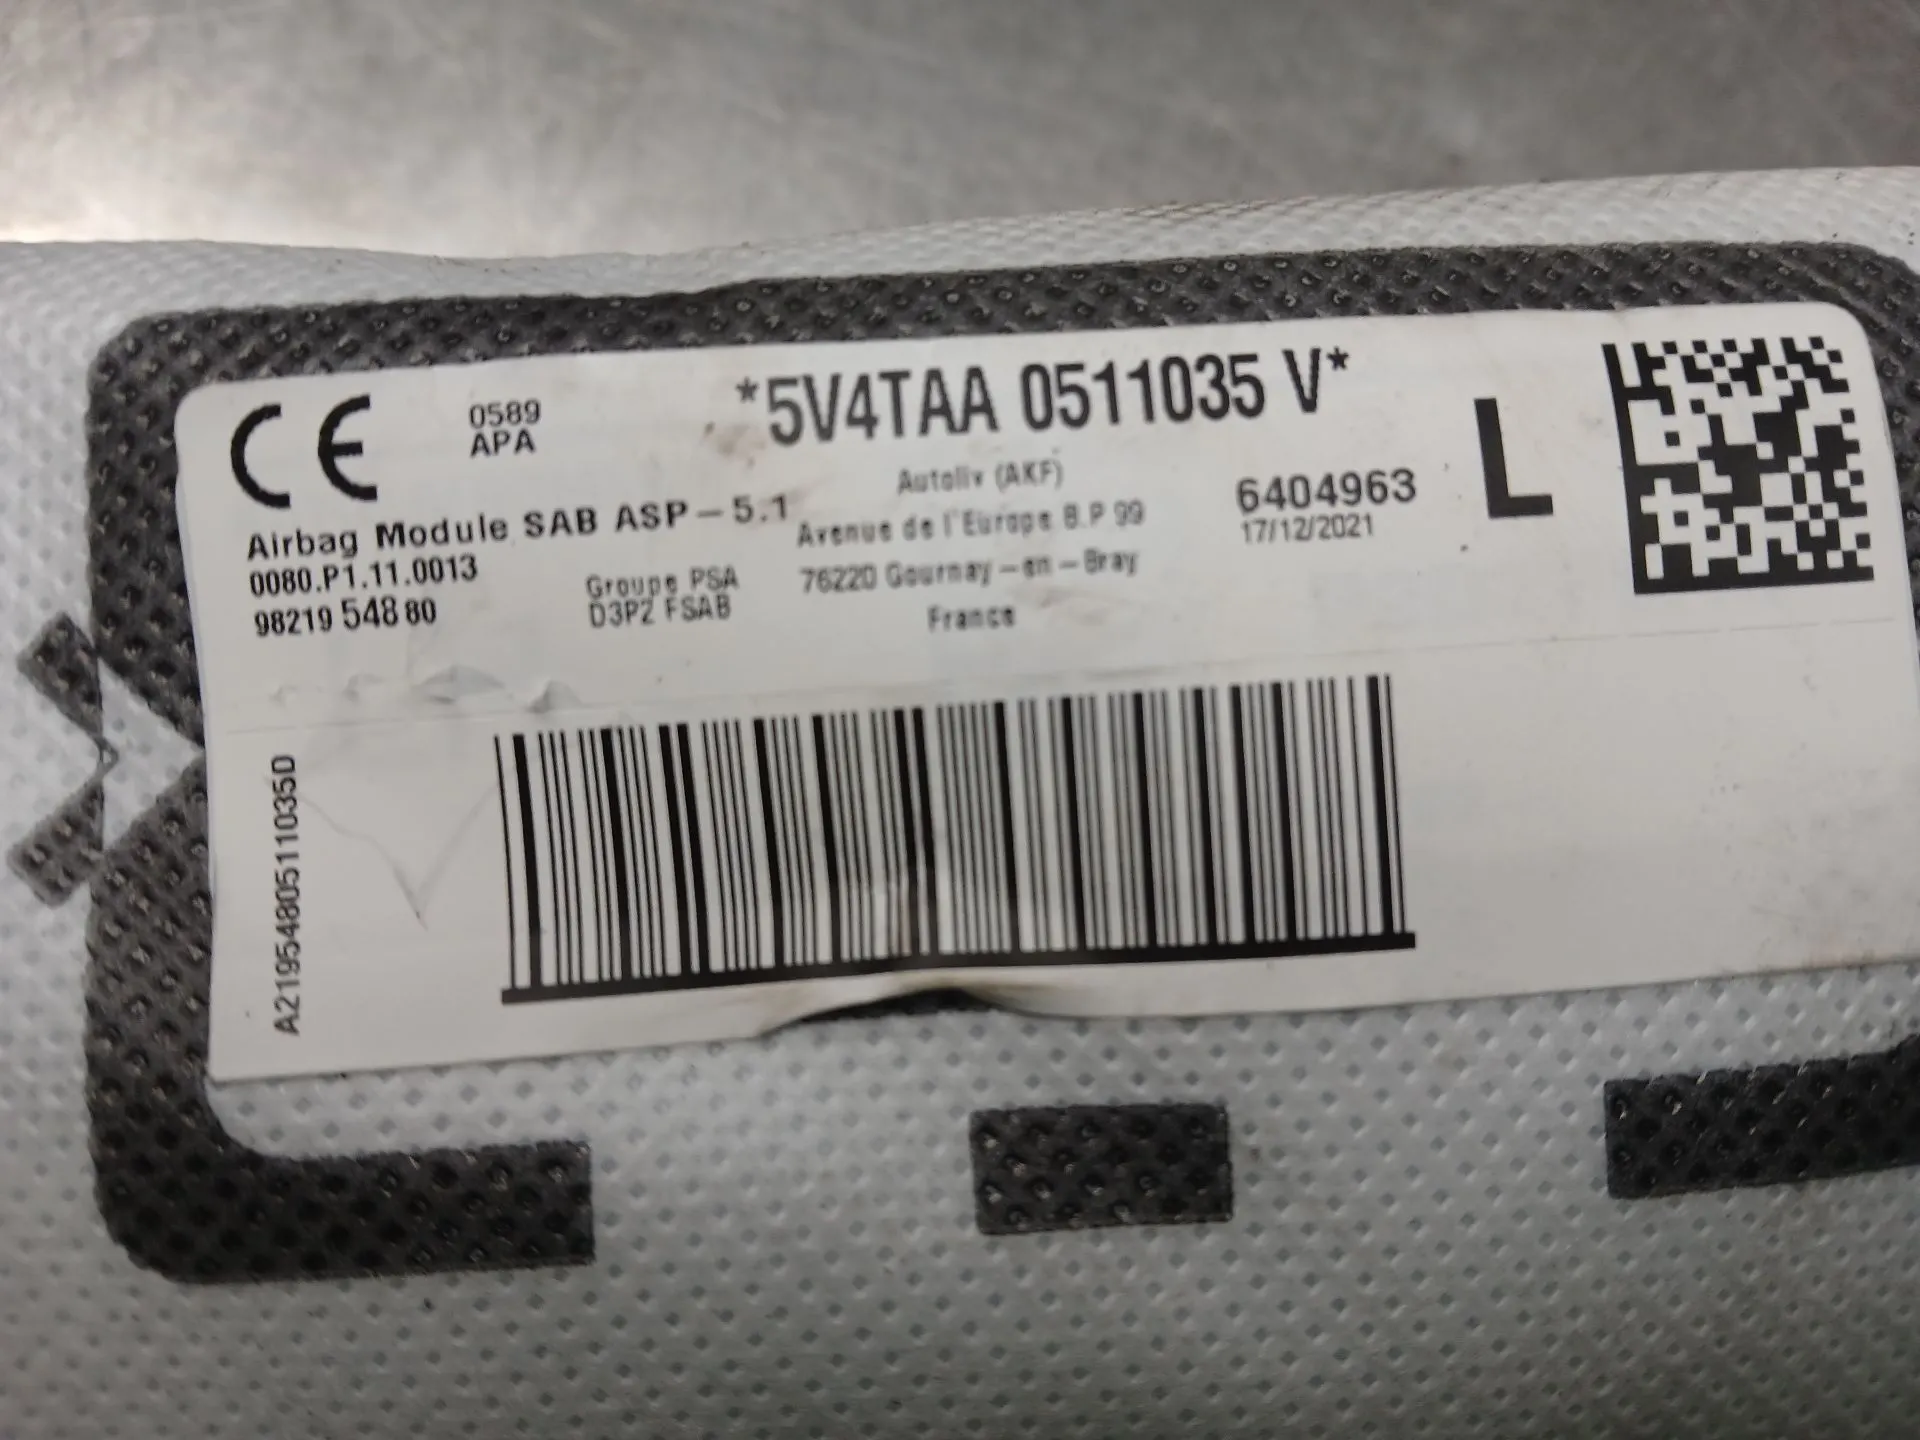 CE
0589
APA
*5V4TAA 0511035 V*
L
Airbag Module SAB ASP-5.1
0080.P1.11.0013
98219 548 80
Groupe PSA
D3P2 FSAB
Autoliv (AKF)
Avenue de l'Europe B.P 99
76220 Gournay-en-Bray
France
6404963
17/12/2021
A2195480511035D